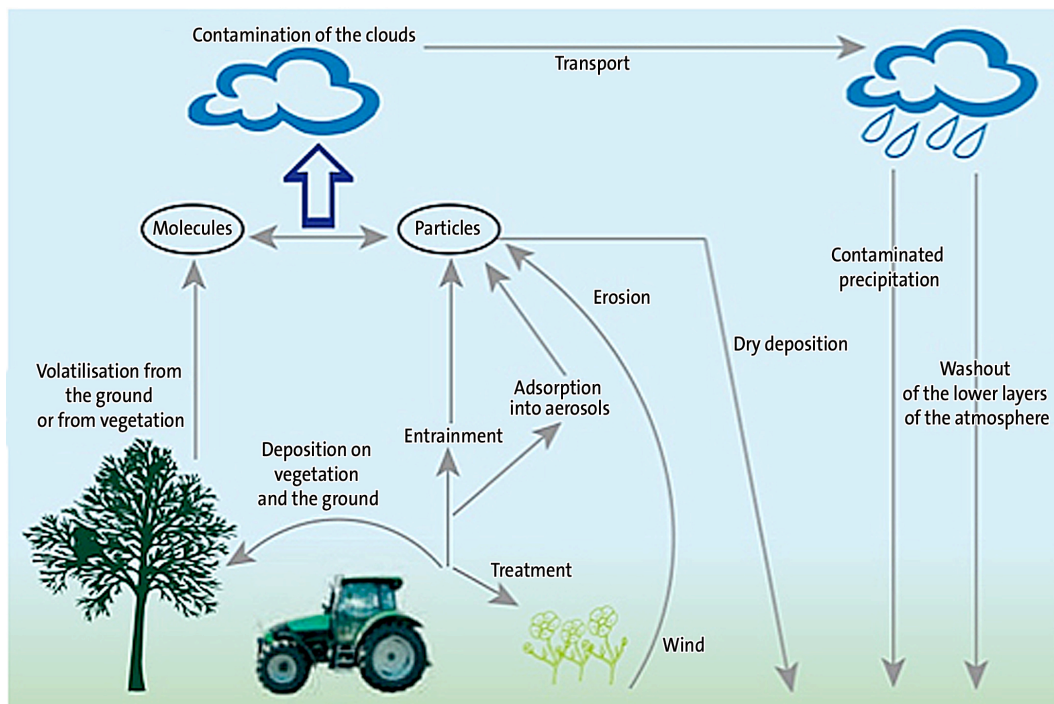 Contamination of the clouds
Transport
Molecules
Particles
Contaminated
precipitation
Erosion
Dry deposition
Volatilisation from
the ground
or from vegetation
Adsorption
into aerosols
Washout
of the lower layers
of the atmosphere
Entrainment
Deposition on
vegetation
and the ground
Treatment
Wind